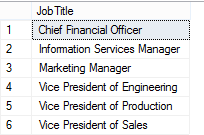 JobTitle
1 Chief Financial Officer
2 Information Services Manager
3 Marketing Manager
4 Vice President of Engineering
5 Vice President of Production
6 Vice President of Sales